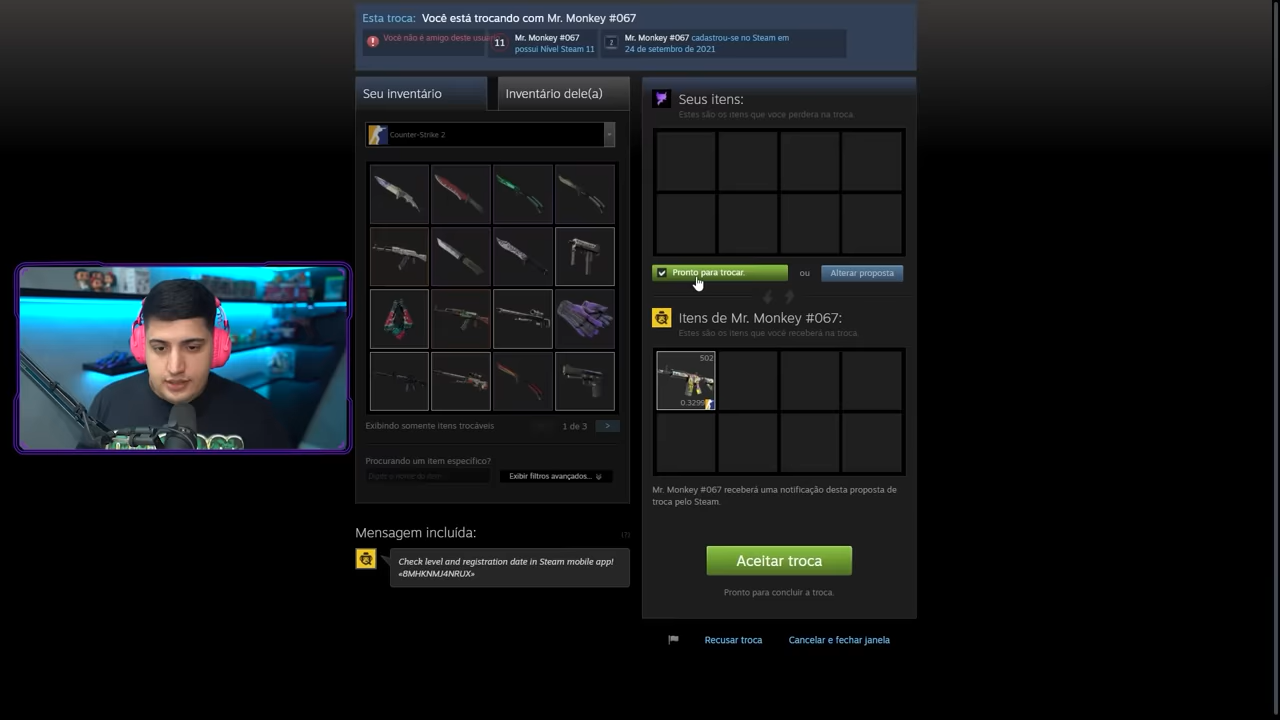 Esta troca: Você está trocando com Mr. Monkey #067
Você não é amigo deste
11
Mr. Monkey #067
possui Nível Steam 11
Mr. Monkey #067 cadastrou-se no Steam em
24 de setembro de 2021
Seu inventário
Inventário dele(a)
Counter-Strike 2
Exibindo somente itens trocáveis
1 de 3
>
Procurando um item específico?
Digite o nome do item
Exibir filtros avançados...
Mensagem incluída:
(?)
Check level and registration date in Steam mobile app!
«BMHKNMJ4NRUX»
Seus itens:
Estes são os itens que você perderá na troca.
Pronto para trocar.
ou
Alterar proposta
Itens de Mr. Monkey #067:
Estes são os itens que você receberá na troca.
502
0.3299
Mr. Monkey #067 receberá uma notificação desta proposta de
troca pelo Steam.
Aceitar troca
Pronto para concluir a troca.
Recusar troca
Cancelar e fechar janela